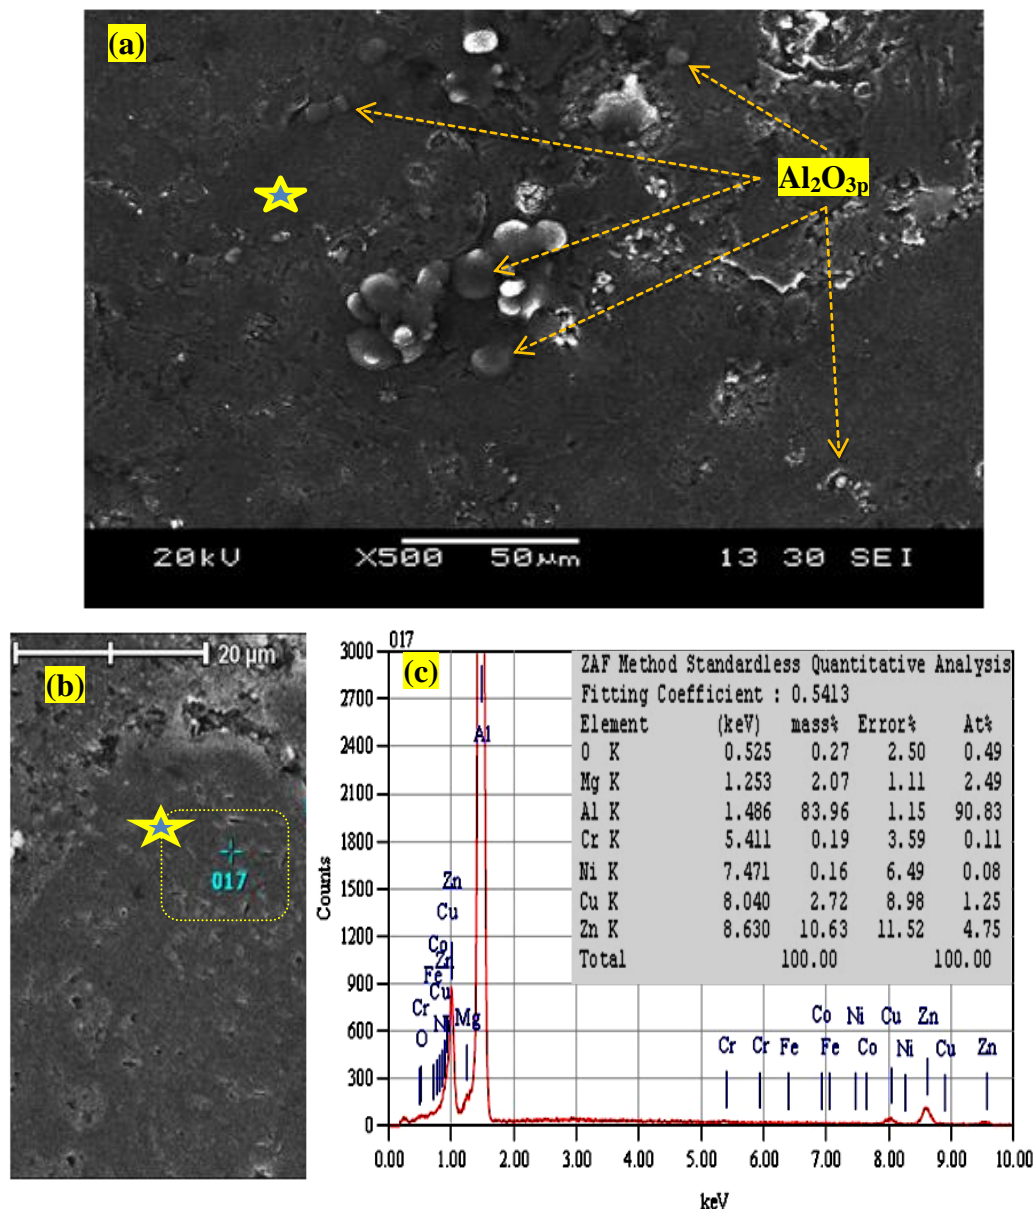 (a)
Al₂O₃p
20kV X500 50μm 13 30 SEI
20 μm
(b)
017
017
(c)
ZAF Method Standardless Quantitative Analysis
Fitting Coefficient : 0.5413
Element (keV) mass% Error% At%
O K 0.525 0.27 2.50 0.49
Mg K 1.253 2.07 1.11 2.49
Al K 1.486 83.96 1.15 90.83
Cr K 5.411 0.19 3.59 0.11
Ni K 7.471 0.16 6.49 0.08
Cu K 8.040 2.72 8.98 1.25
Zn K 8.630 10.63 11.52 4.75
Total 100.00 100.00
Counts
3000
2700
2400
2100
1800
1500
1200
900
600
300
0
Al
Zn
Cu
Co
Zn
Fe
Cu
Cr
Ni
O
Mg
Co Ni Cu Zn
Cr Cr Fe Fe Co Ni Cu Zn
0.00 1.00 2.00 3.00 4.00 5.00 6.00 7.00 8.00 9.00 10.00
keV